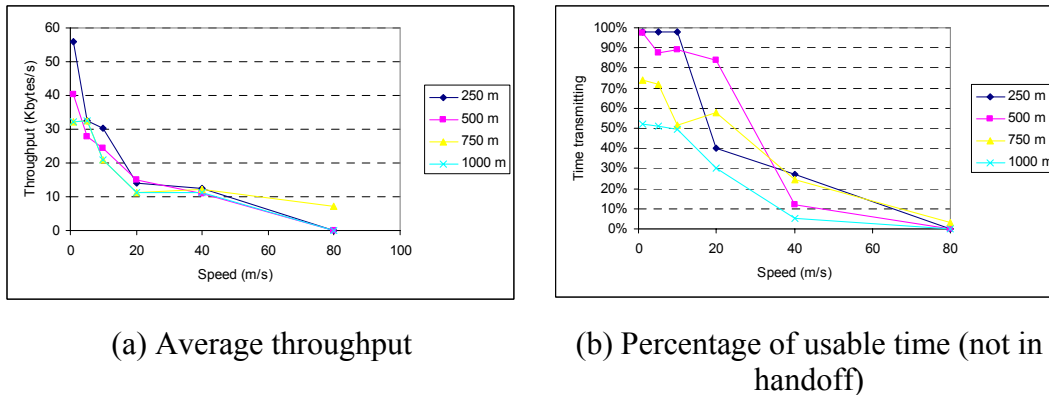 60
50
40
30
20
10
0
0 20 40 60 80 100
Throughput (Kbytes/s)
Speed (m/s)
250 m
500 m
750 m
1000 m
(a) Average throughput
100%
90%
80%
70%
60%
50%
40%
30%
20%
10%
0%
0 20 40 60 80
Time transmitting
Speed (m/s)
250 m
500 m
750 m
1000 m
(b) Percentage of usable time (not in
handoff)